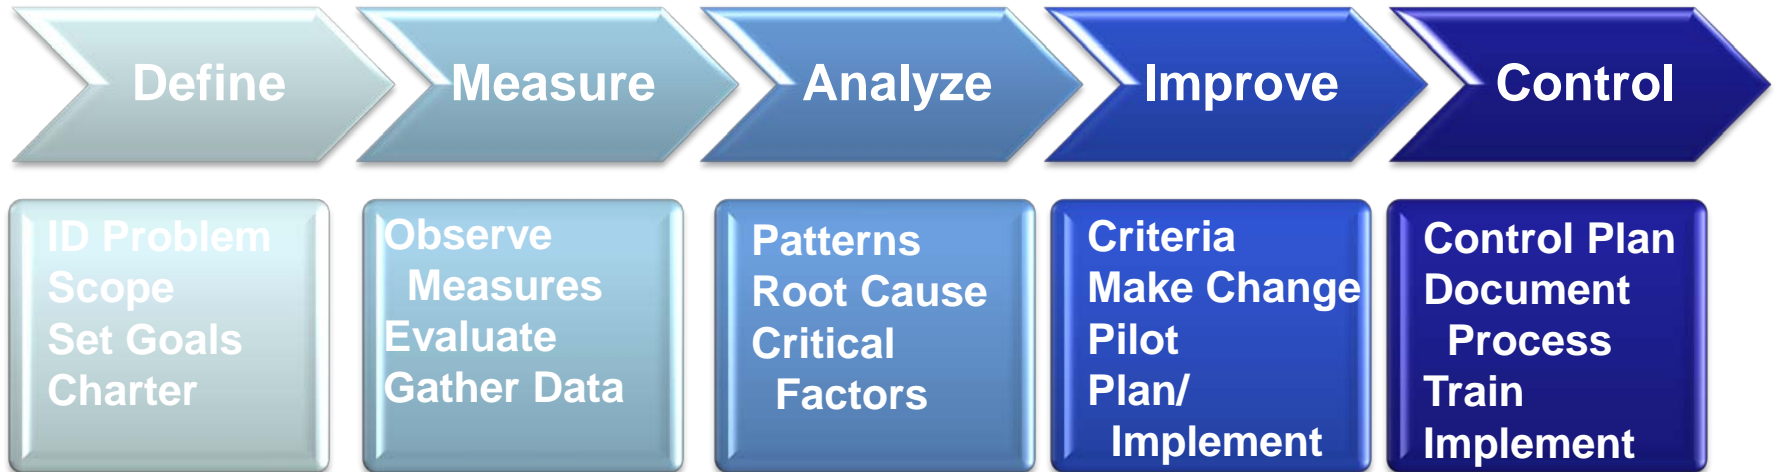 Define
Measure
Analyze
Improve
Control
ID Problem
Scope
Set Goals
Charter
Observe
Measures
Evaluate
Gather Data
Patterns
Root Cause
Critical
Factors
Criteria
Make Change
Pilot
Plan/
Implement
Control Plan
Document
Process
Train
Implement